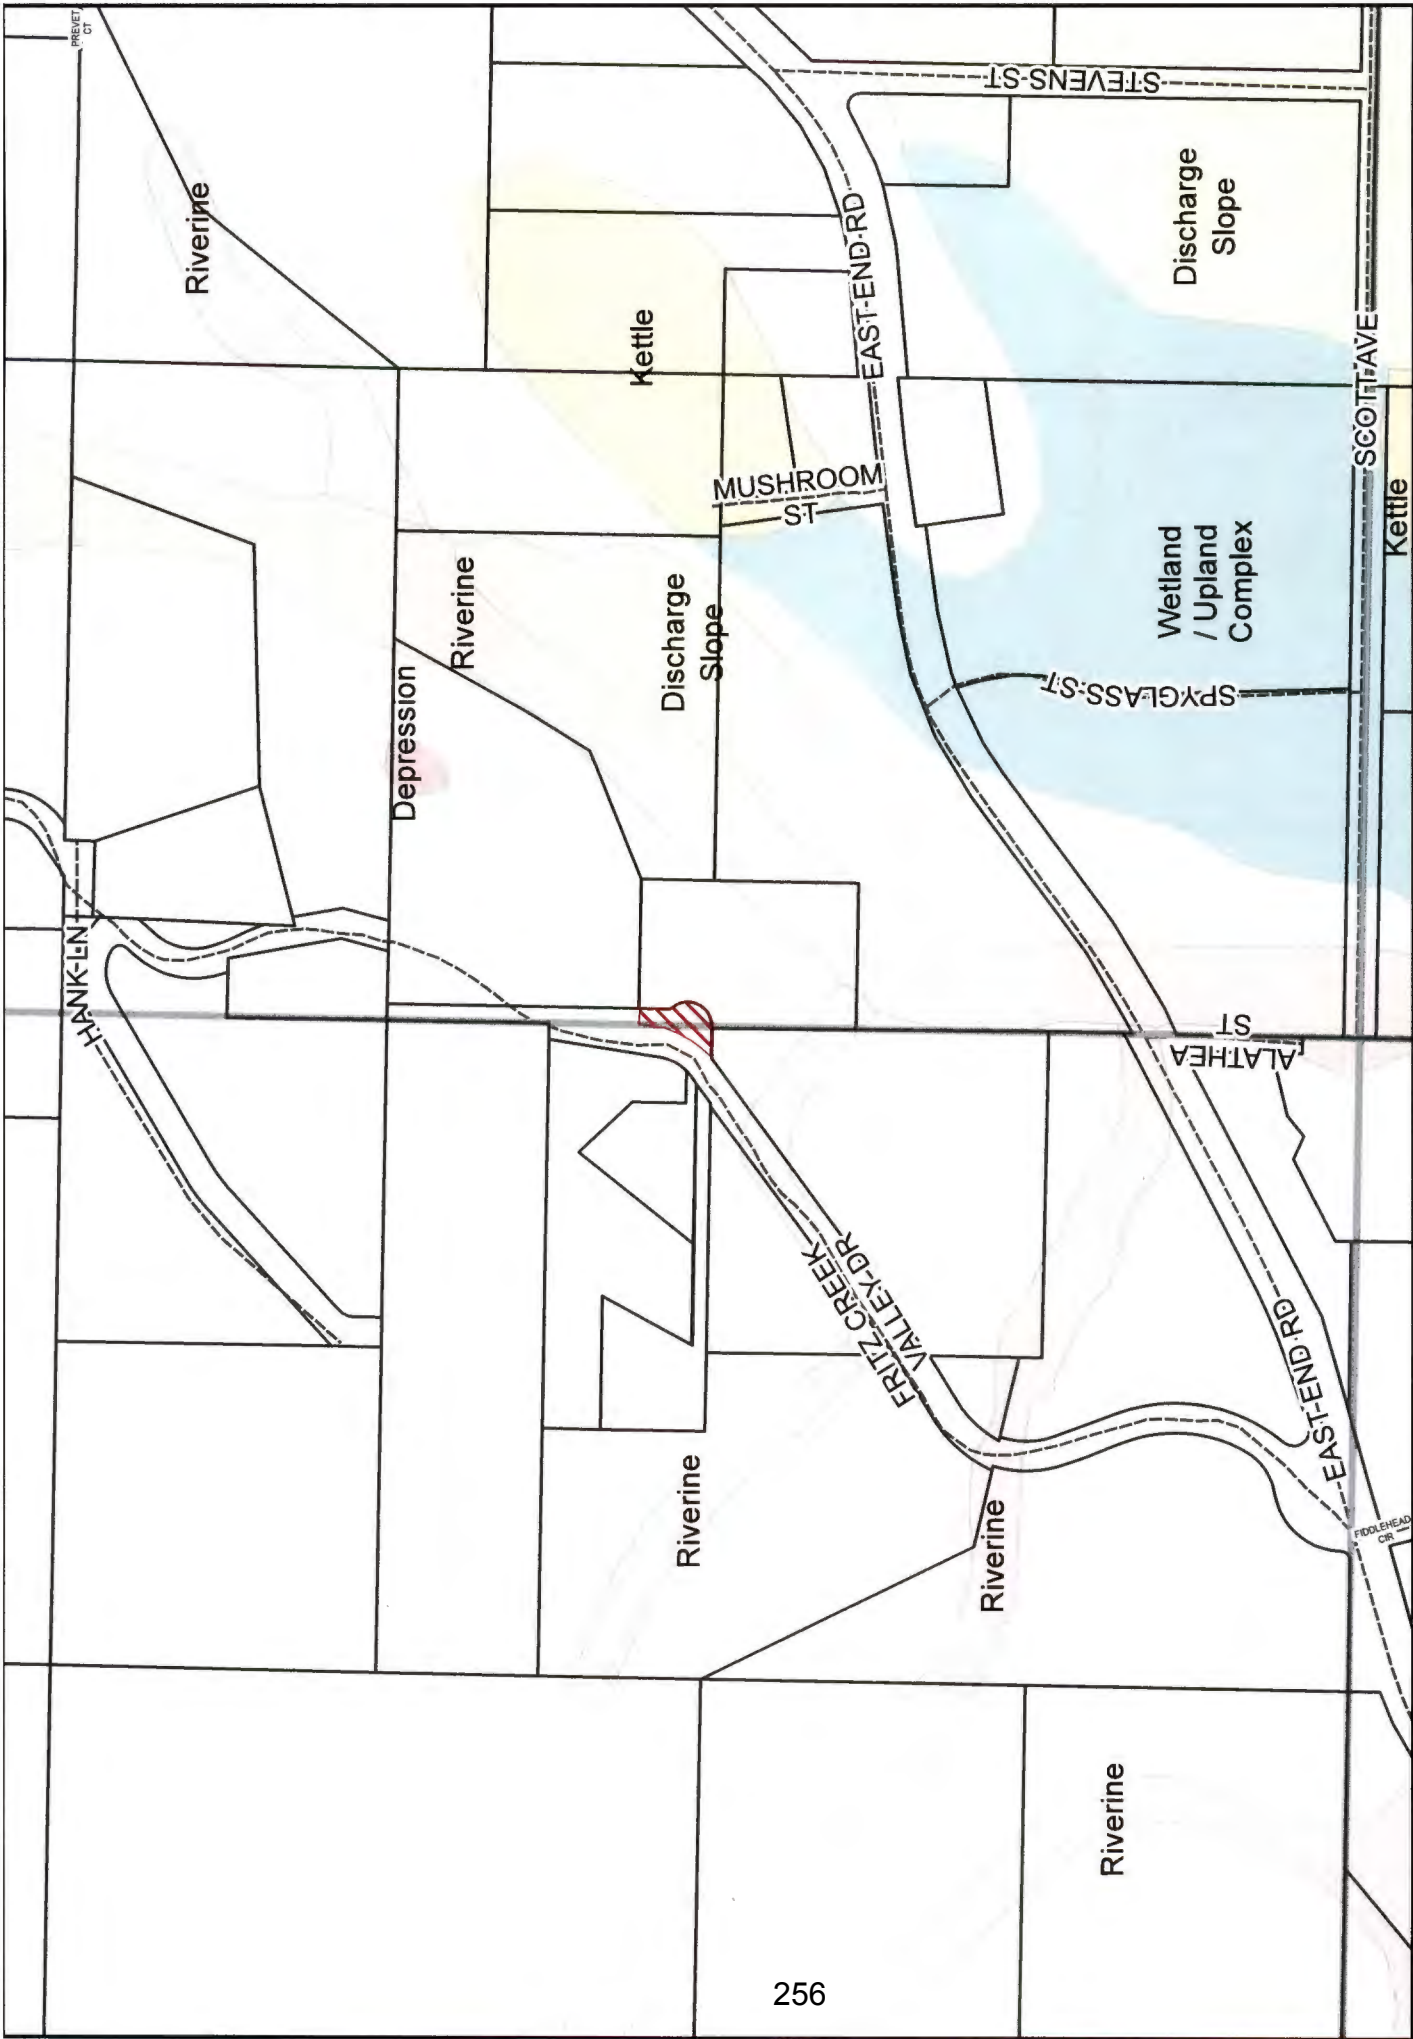 PREVET
CT
STEVENS ST
Riverine
Discharge
Slope
EAST END RD
Kettle
SCOTT AVE
MUSHROOM
ST
Kettle
Riverine
Wetland
/ Upland
Complex
Discharge
Slope
SPYGLASS ST
Depression
HANK LN
ALATHEA
ST
FRITZ CREEK
VALLEY DR
EAST END RD
Riverine
Riverine
FIDDLEHEAD
CIR
Riverine
256